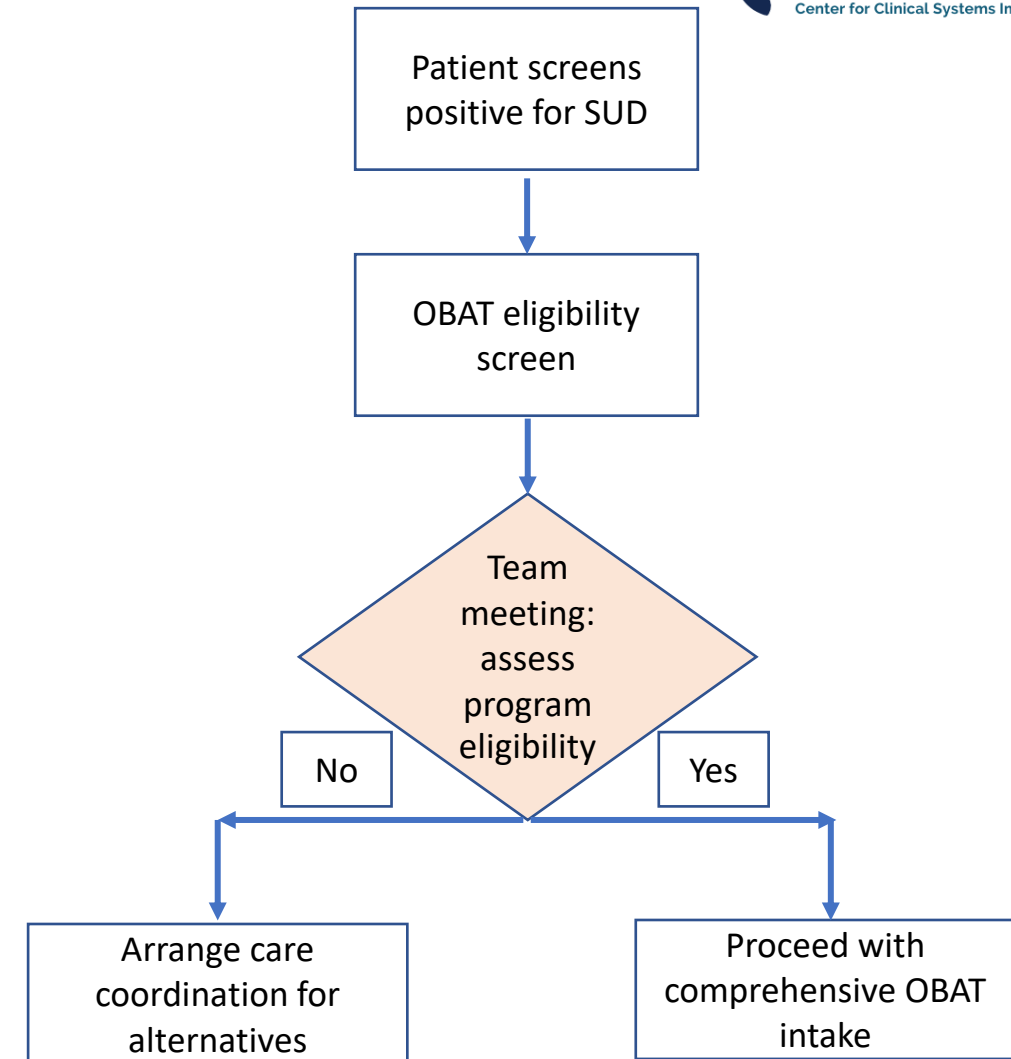 Center for Clinical Systems
Patient screens
positive for SUD
OBAT eligibility
screen
Team
meeting:
assess
program
eligibility
No
Yes
Arrange care
coordination for
alternatives
Proceed with
comprehensive OBAT
intake